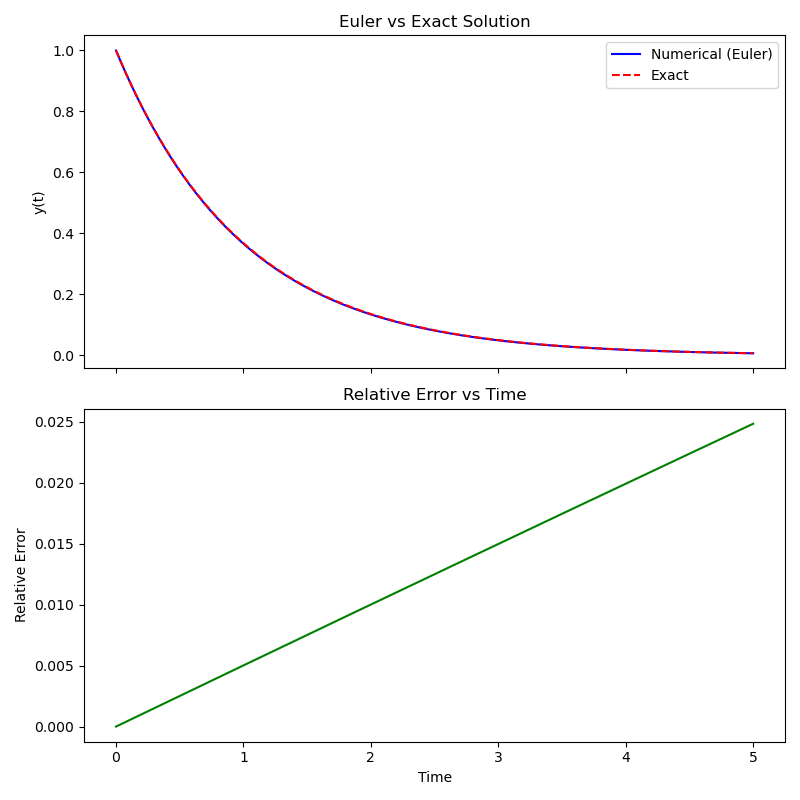 Euler vs Exact Solution
1.0
0.8
0.6
0.4
0.2
0.0
y(t)
Numerical (Euler)
Exact
Relative Error vs Time
0.025
0.020
0.015
0.010
0.005
0.000
Relative Error
0 1 2 3 4 5
Time